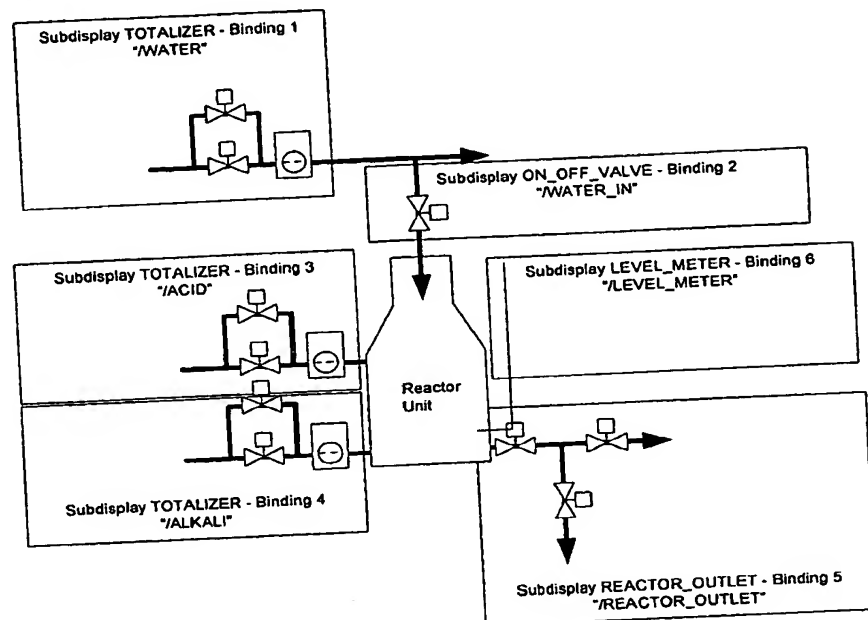 Subdisplay TOTALIZER - Binding 1
"/WATER"
Subdisplay ON_OFF_VALVE - Binding 2
"/WATER_IN"
Subdisplay TOTALIZER - Binding 3
"/ACID"
Subdisplay LEVEL_METER - Binding 6
"/LEVEL_METER"
Reactor
Unit
Subdisplay TOTALIZER - Binding 4
"/ALKALI"
Subdisplay REACTOR_OUTLET - Binding 5
"/REACTOR_OUTLET"